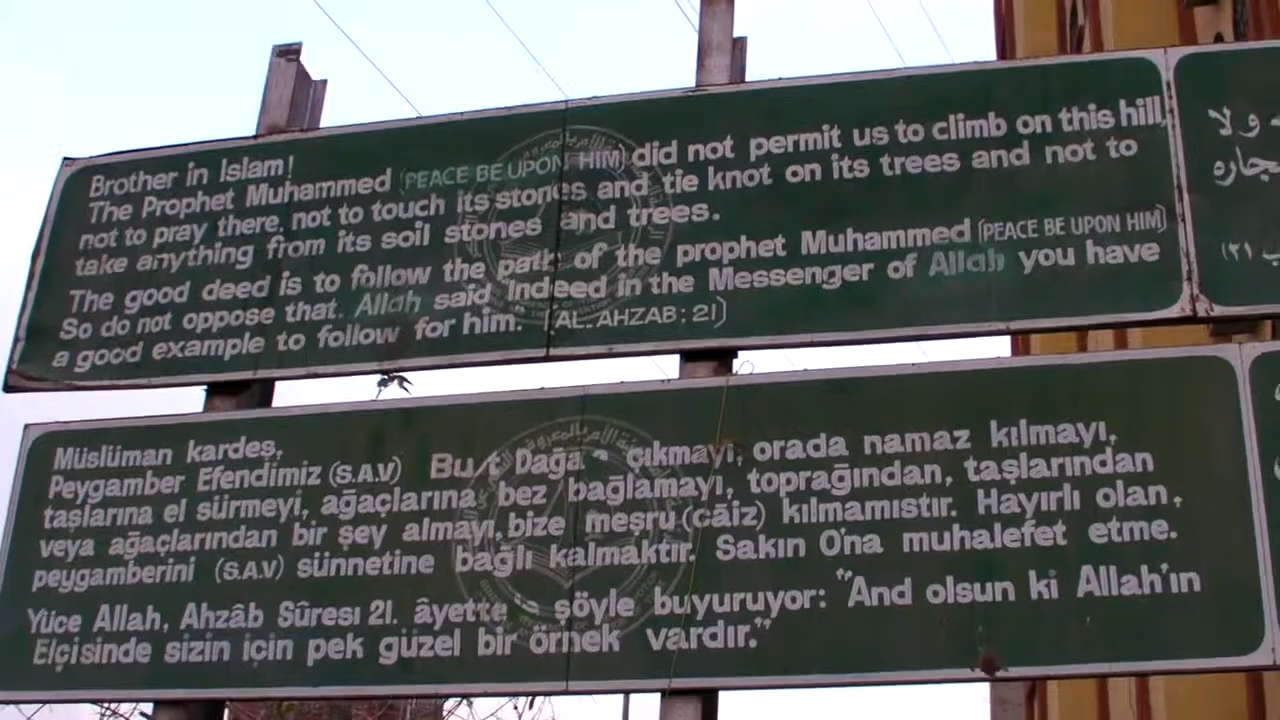 Brother in Islam!
The Prophet Muhammed (PEACE BE UPON HIM) did not permit us to climb on this hill,
not to pray there, not to touch its stones and tie knot on its trees and not to
take anything from its soil stones and trees.
The good deed is to follow the path of the prophet Muhammed (PEACE BE UPON HIM)
So do not oppose that. Allah said "Indeed in the Messenger of Allah you have
a good example to follow for him." (AL.AHZAB:21)
ولا
جاره
(٢١)
Müslüman kardeş,
Peygamber Efendimiz (S.A.V) Bu Dağa çıkmayı, orada namaz kılmayı,
taşlarına el sürmeyi, ağaçlarına bez bağlamayı, toprağından, taşlarından
veya ağaçlarından bir şey almayı, bize meşru (câiz) kılmamıstır. Hayırlı olan,
peygamberini (S.A.V) sünnetine bağlı kalmaktır. Sakın O'na muhalefet etme.
Yüce Allah, Ahzâb Sûresı 21. âyette şöyle buyuruyor: "And olsun ki Allah'ın
Elçisinde sizin için pek güzel bir örnek vardır."